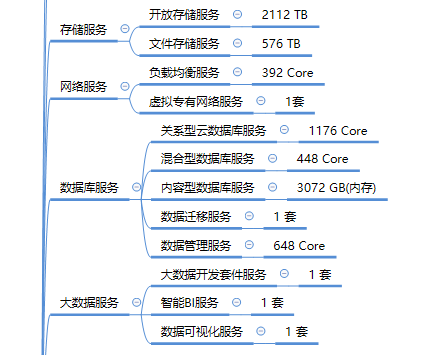 开放存储服务 2112 TB
存储服务
文件存储服务 576 TB
负载均衡服务 392 Core
网络服务
虚拟专有网络服务 1套
关系型云数据库服务 1176 Core
混合型数据库服务 448 Core
数据库服务 内容型数据库服务 3072 GB(内存)
数据迁移服务 1 套
数据管理服务 648 Core
大数据开发套件服务 1 套
大数据服务 智能BI服务 1 套
数据可视化服务 1 套